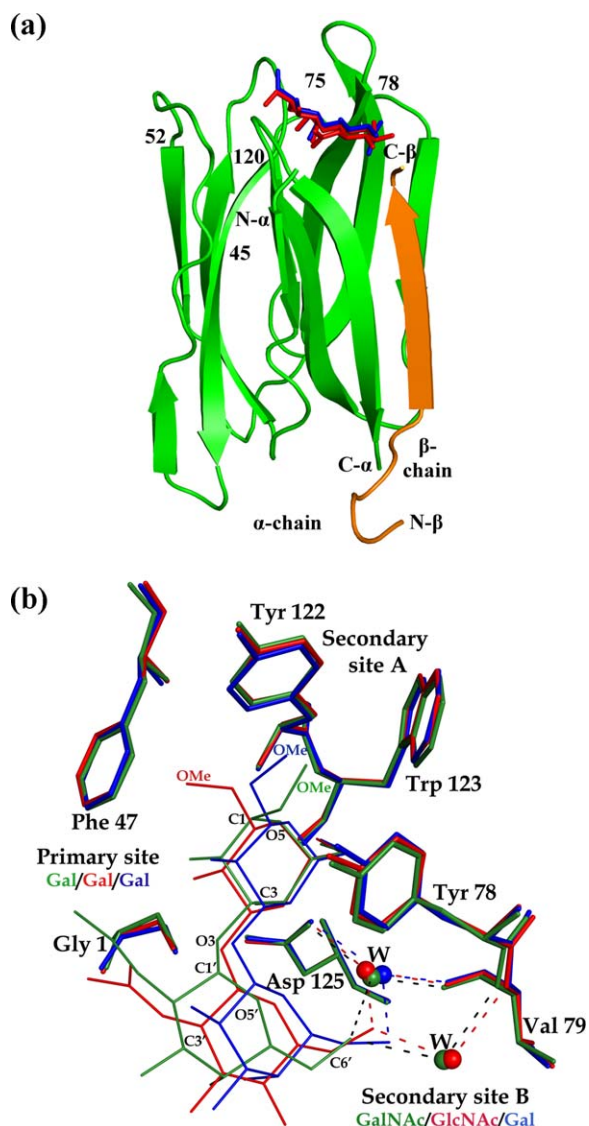 (a)
75 78
52
120
C-β
N-α
45
C-α
β-
chain
α-chain
N-β
(b)
Tyr 122
Secondary
site A
OMe
OMe
OMe
Trp 123
Phe 47
C1
O5
Primary site
Gal/Gal/Gal
C3
Tyr 78
Gly 1
O3
W
C1'
Asp 125
O5'
Val 79
C3'
W
C6'
Secondary site B
GalNAc/GlcNAc/Gal